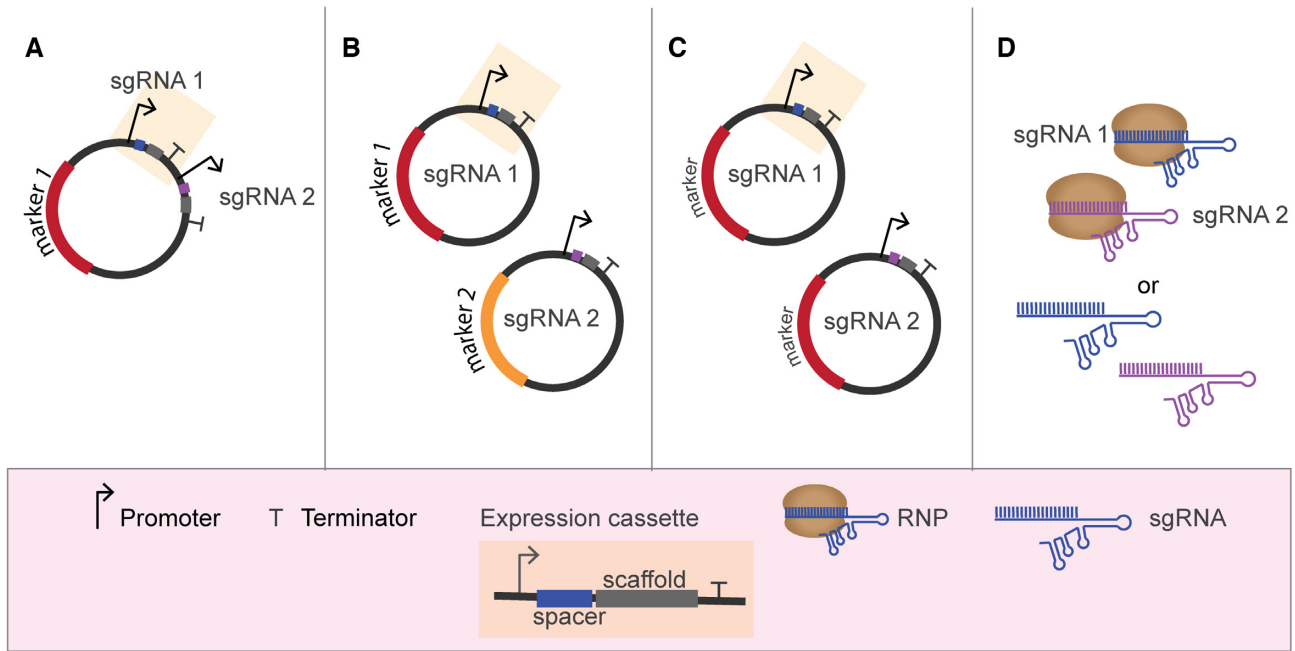 A
sgRNA 1
marker 1
sgRNA 2
B
marker 1
sgRNA 1
marker 2
sgRNA 2
C
marker
sgRNA 1
marker
sgRNA 2
D
sgRNA 1
sgRNA 2
or
Promoter
Terminator
Expression cassette
scaffold
spacer
RNP
sgRNA